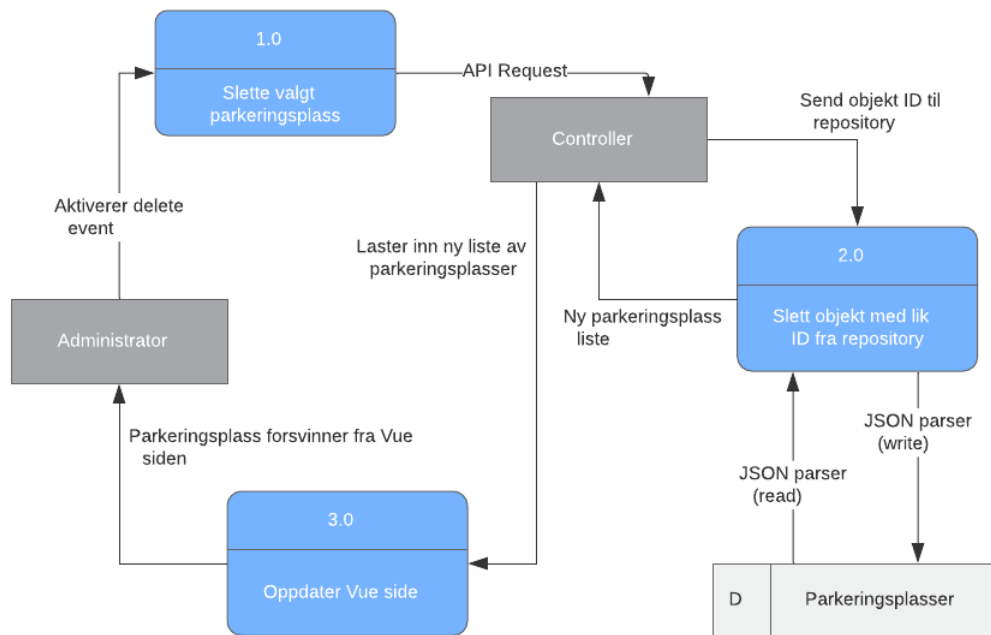 1.0
Slette valgt
parkeringsplass
API Request
Controller
Send objekt ID til
repository
Aktiverer delete
event
Laster inn ny liste av
parkeringsplasser
2.0
Slett objekt med lik
ID fra repository
Ny parkeringsplass
liste
Administrator
Parkeringsplass forsvinner fra Vue
siden
JSON parser
(write)
JSON parser
(read)
3.0
Oppdater Vue side
D
Parkeringsplasser